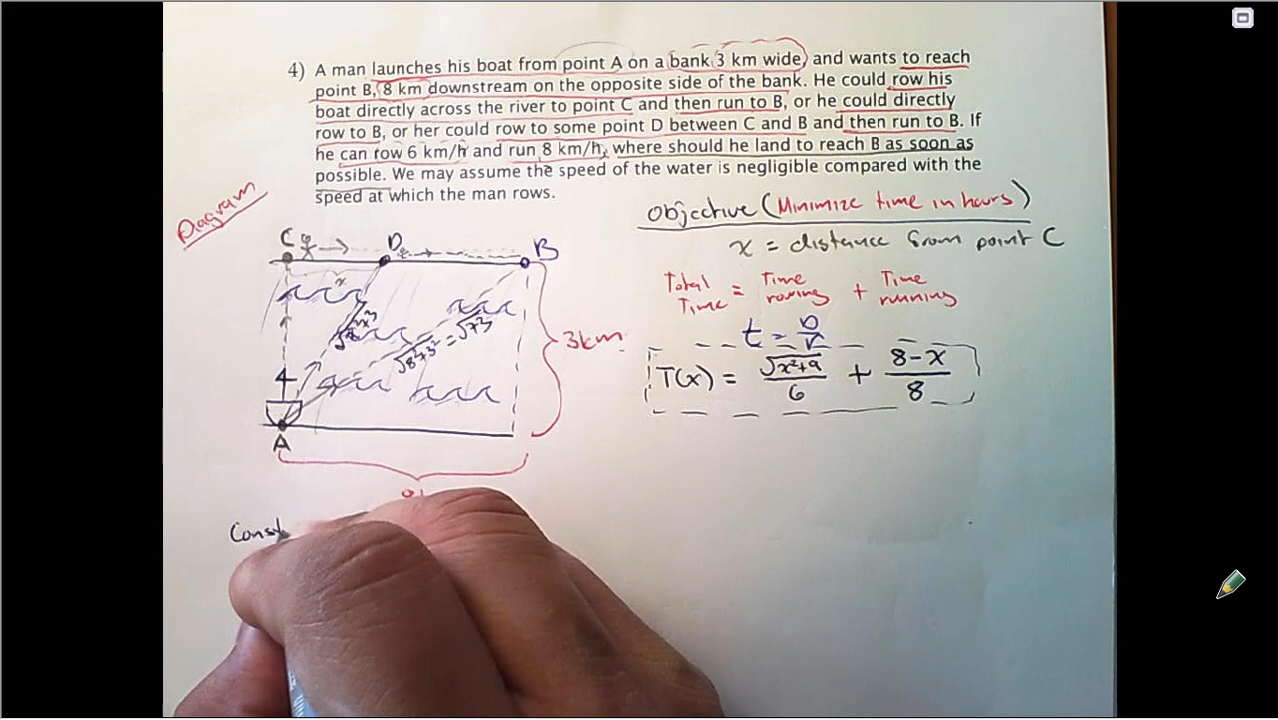 4) A man launches his boat from point A on a bank 3 km wide, and wants to reach
point B, 8 km downstream on the opposite side of the bank. He could row his
boat directly across the river to point C and then run to B, or he could directly
row to B, or her could row to some point D between C and B and then run to B. If
he can row 6 km/h and run 8 km/h, where should he land to reach B as soon as
possible. We may assume the speed of the water is negligible compared with the
speed at which the man rows.
Diagram
Objective (Minimize time in hours)
x = distance from point C
Total Time = Time rowing + Time running
t = D/r
T(x) = √x²+9/6 + 8-x/8
C D B
x
√8²+3² = √73
3km
A
Const